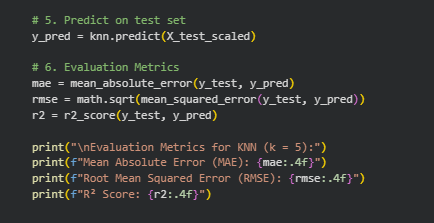 # 5. Predict on test set
y_pred = knn.predict(X_test_scaled)
# 6. Evaluation Metrics
mae = mean_absolute_error(y_test, y_pred)
rmse = math.sqrt(mean_squared_error(y_test, y_pred))
r2 = r2_score(y_test, y_pred)
print("\nEvaluation Metrics for KNN (k = 5):")
print(f"Mean Absolute Error (MAE): {mae:.4f}")
print(f"Root Mean Squared Error (RMSE): {rmse:.4f}")
print(f"R² Score: {r2:.4f}")